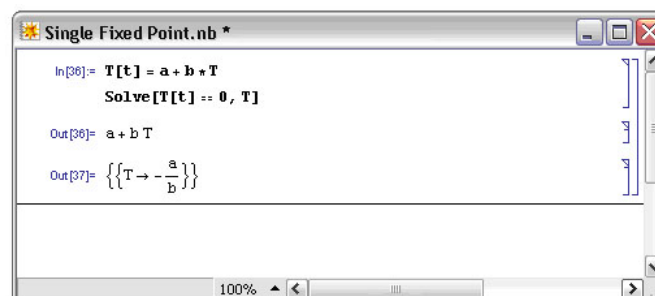 Single Fixed Point.nb *
In[36]:= T[t] = a + b * T
Solve[T[t] == 0, T]
Out[36]= a + b T
Out[37]= {{T → -a/b}}
100%